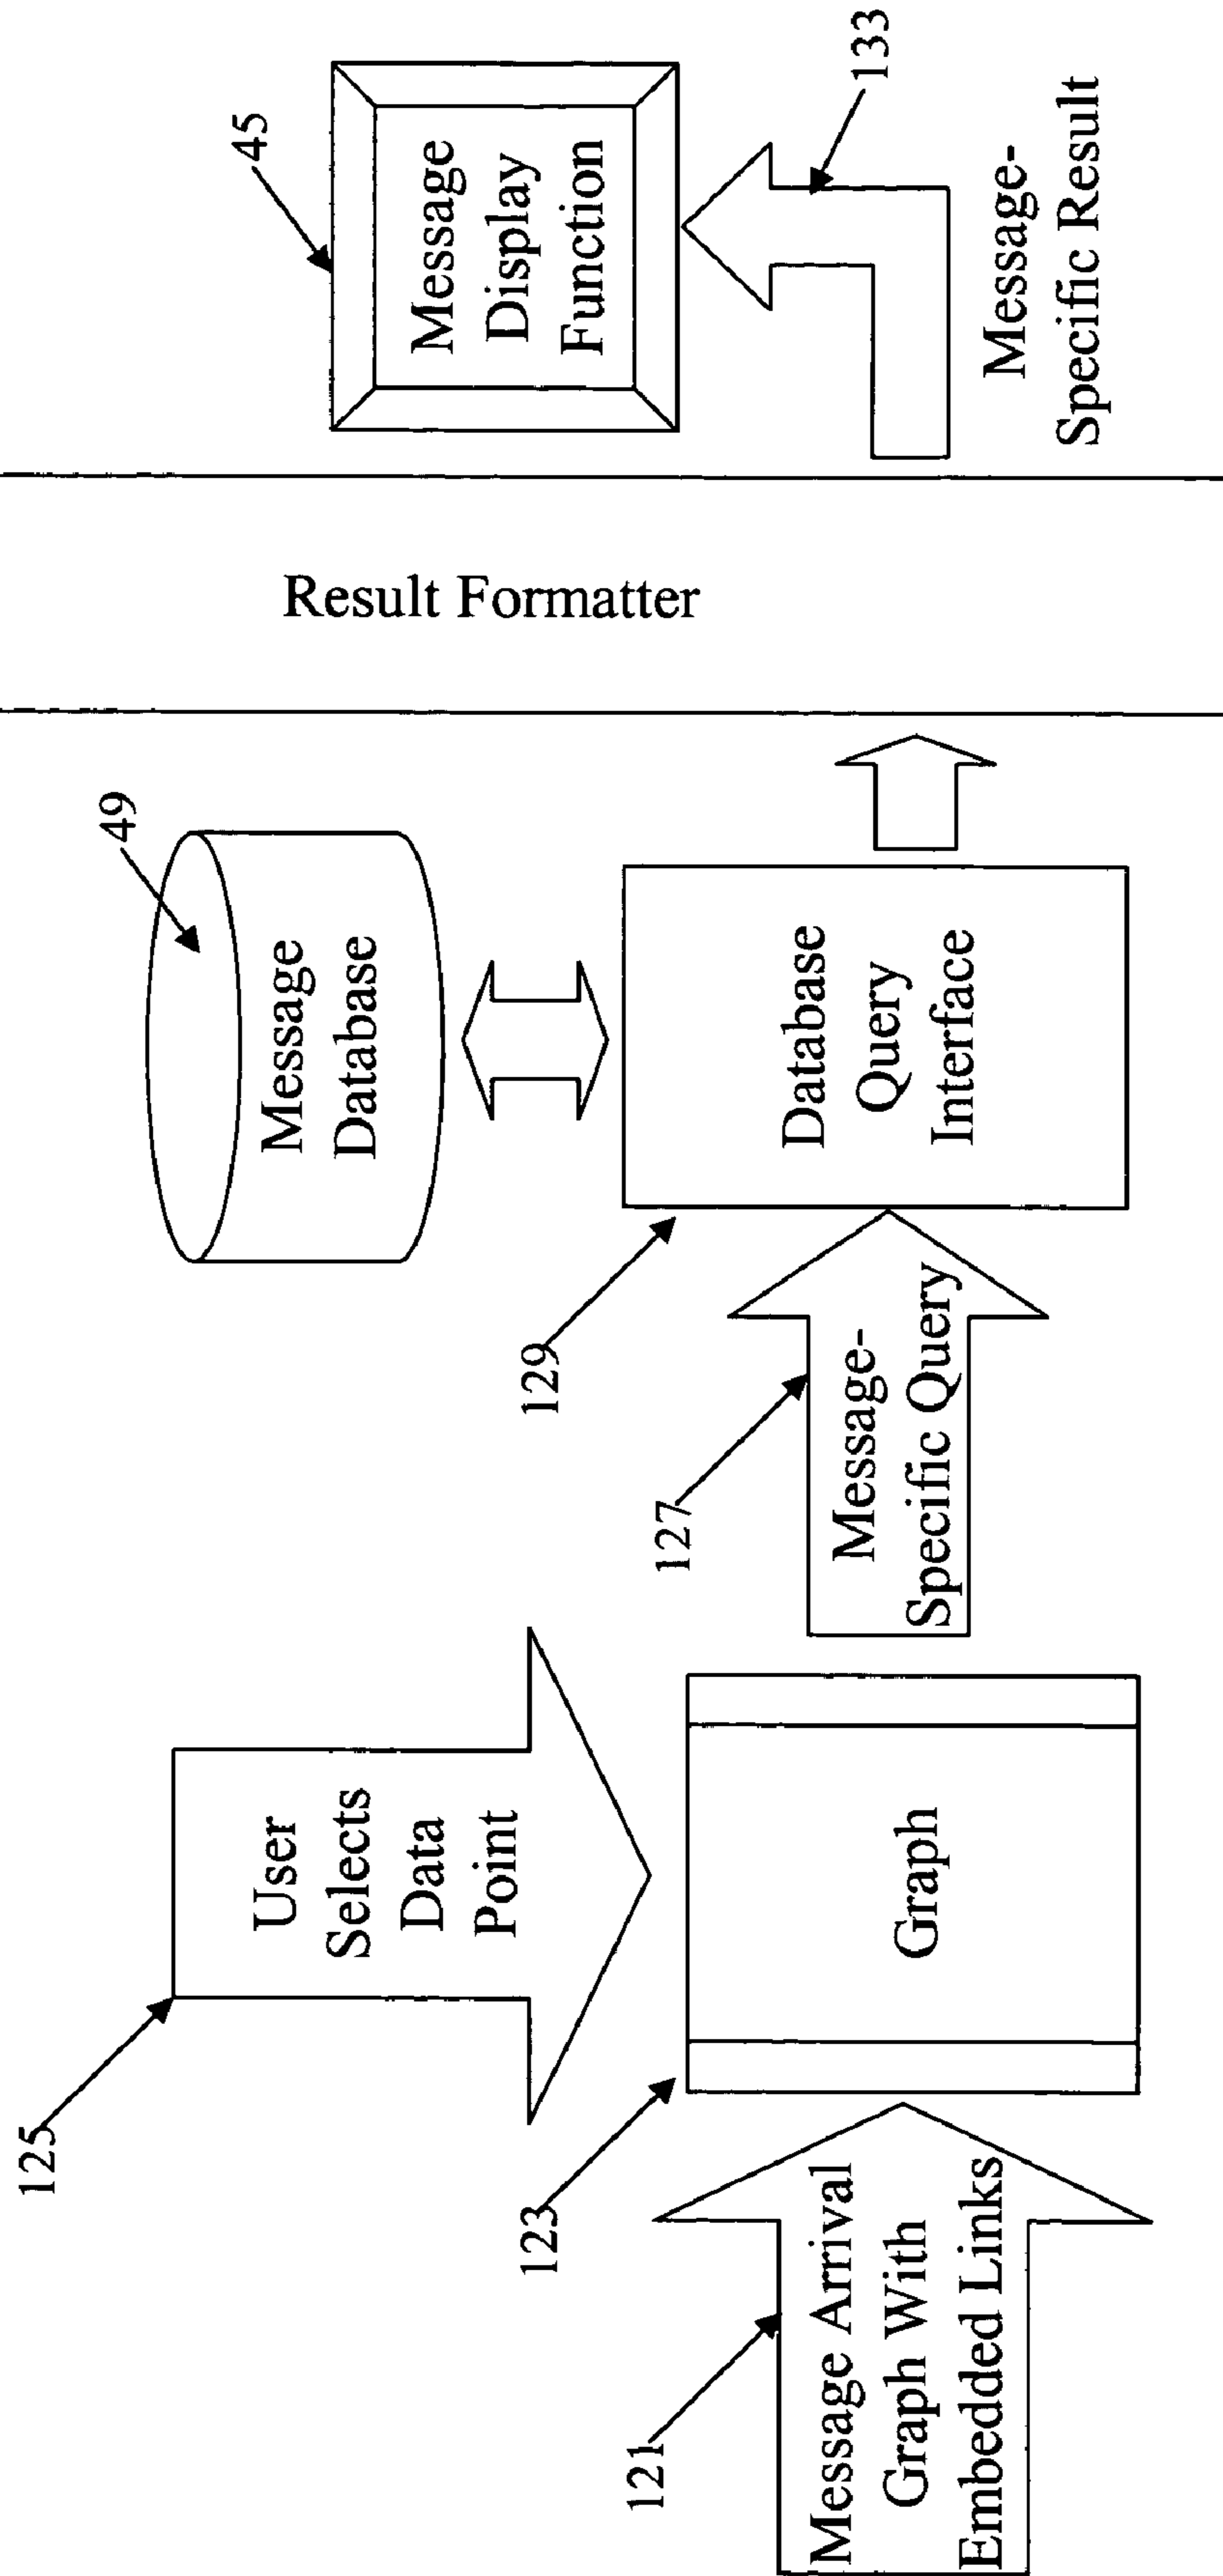 125
User
Selects
Data
Point
121
Message Arrival
Graph With
Embedded Links
123
Graph
127
Message-
Specific Query
49
Message
Database
129
Database
Query
Interface
Result Formatter
45
Message
Display
Function
133
Message-
Specific Result